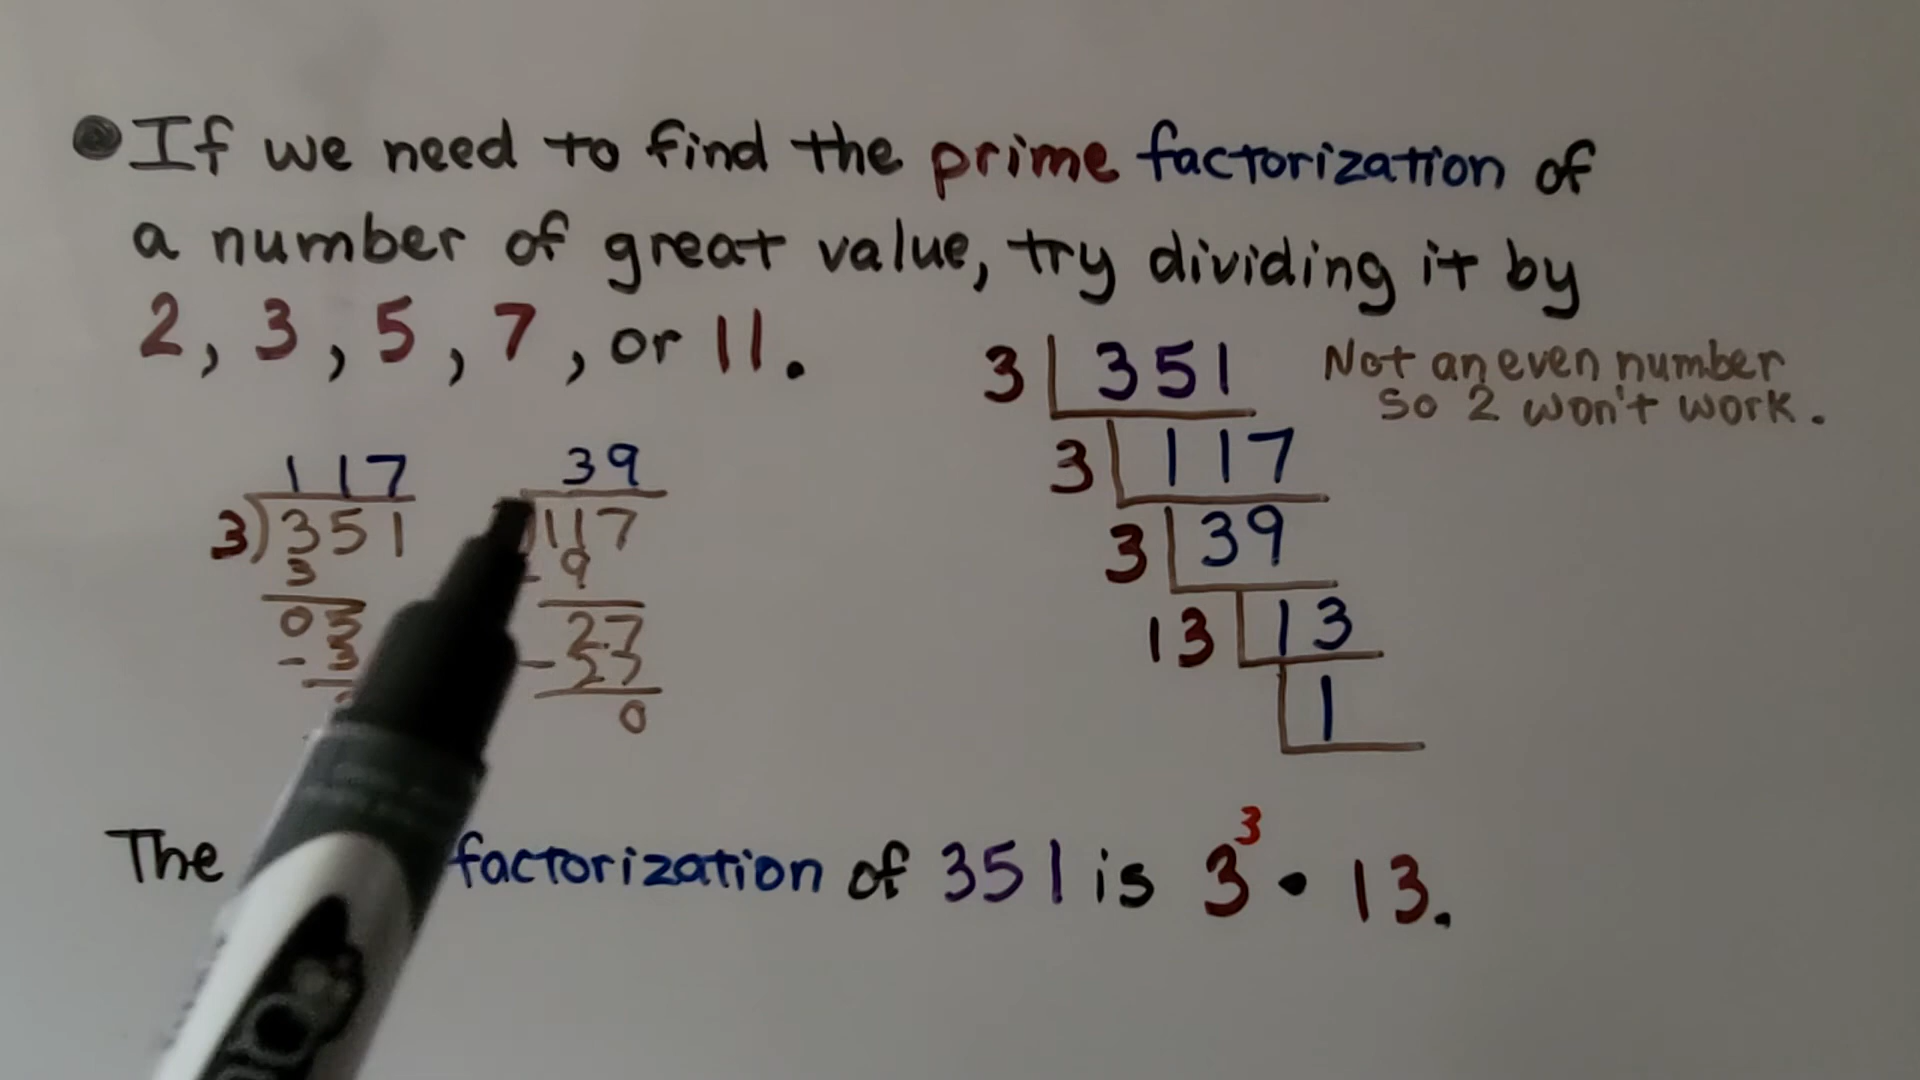 If we need to find the prime factorization of
a number of great value, try dividing it by
2, 3, 5, 7, or 11.
3 351 Not an even number
So 2 won't work.
3 117
3 39
13 13
1
117
3)351
3
05
- 3
39
)117
- 9
27
-
0
The factorization of 351 is 3³ • 13.